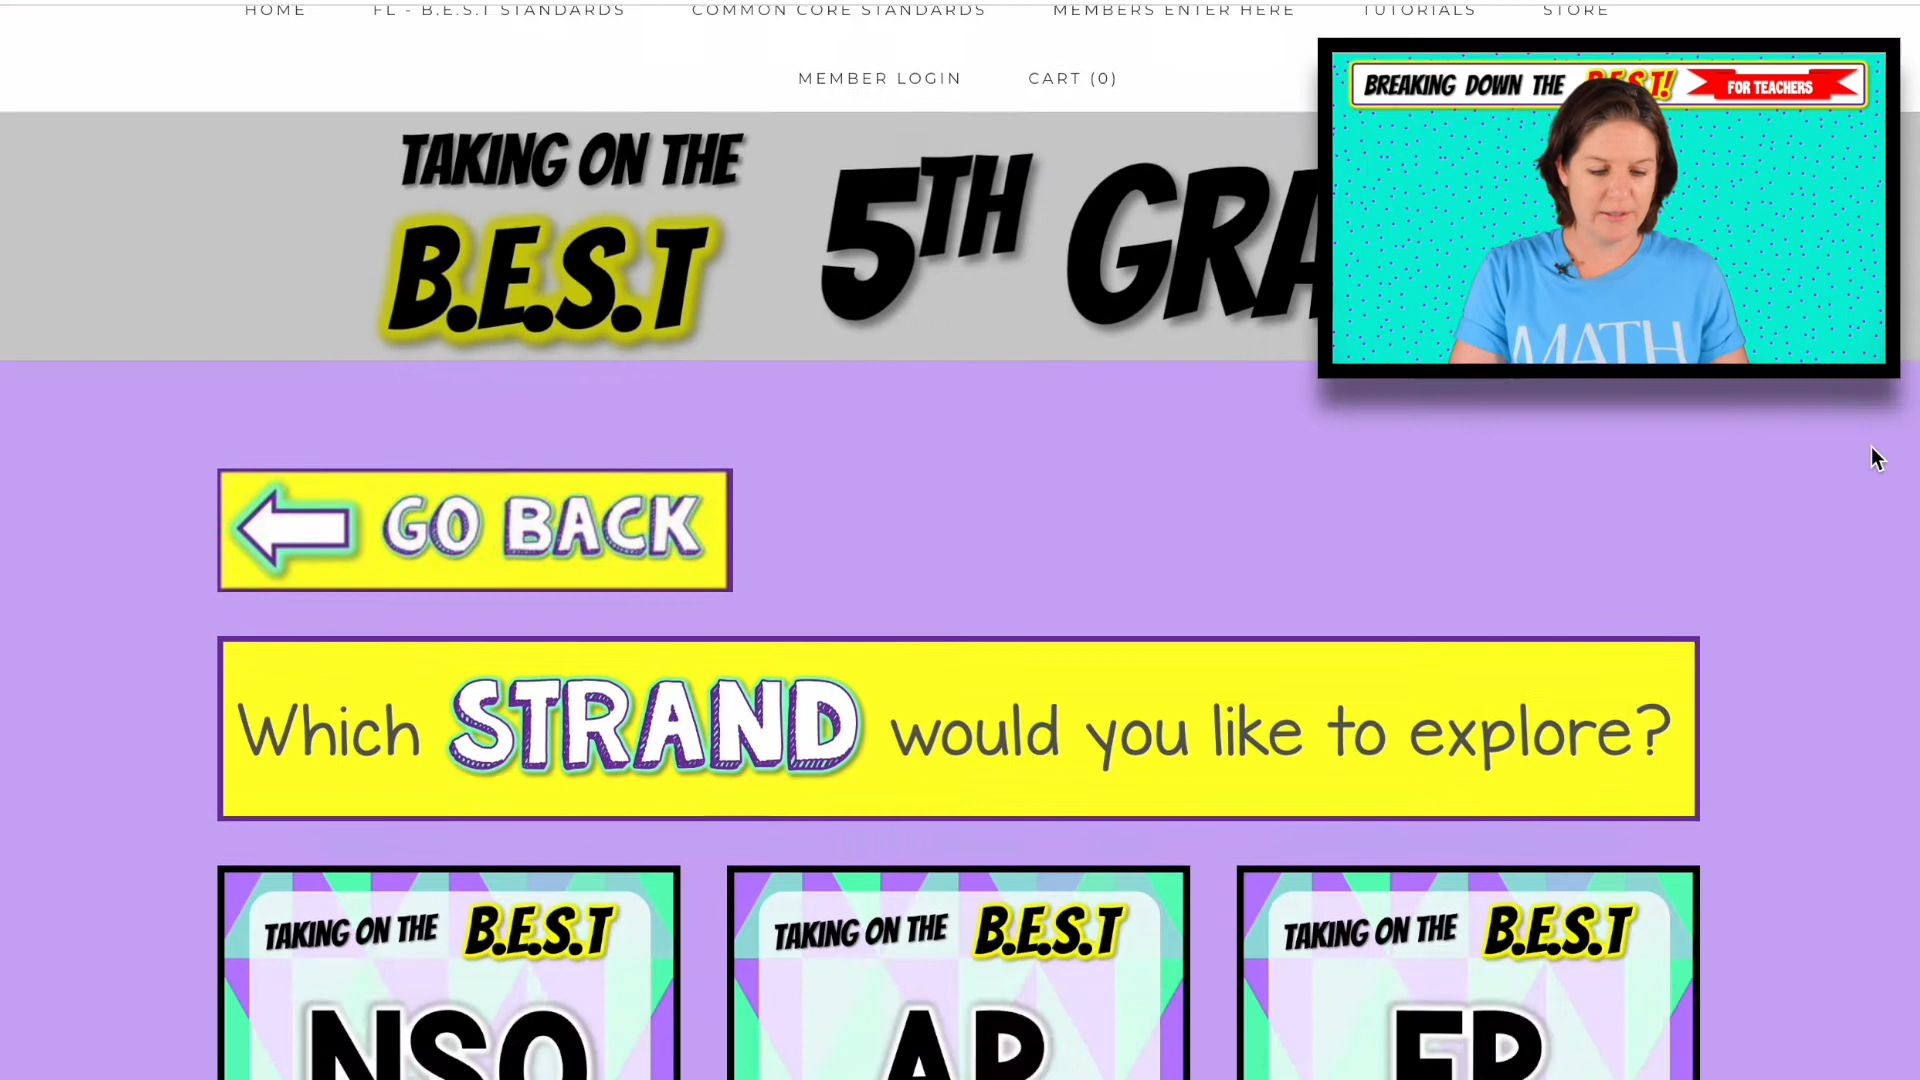 HOME FL - B.E.S.T STANDARDS COMMON CORE STANDARDS MEMBERS ENTER HERE TUTORIALS STORE
MEMBER LOGIN CART (0)
BREAKING DOWN THE B.E.S.T! FOR TEACHERS
MATH
TAKING ON THE
B.E.S.T
5TH GRA
GO BACK
Which STRAND would you like to explore?
TAKING ON THE B.E.S.T
NSO
TAKING ON THE B.E.S.T
AR
TAKING ON THE B.E.S.T
FR